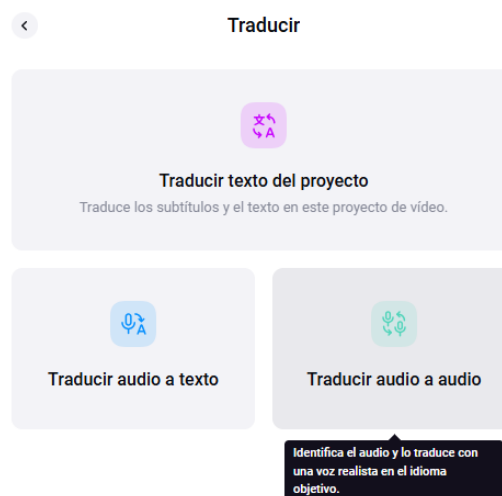 Traducir
Traducir texto del proyecto
Traduce los subtítulos y el texto en este proyecto de vídeo.
Traducir audio a texto
Traducir audio a audio
Identifica el audio y lo traduce con
una voz realista en el idioma
objetivo.